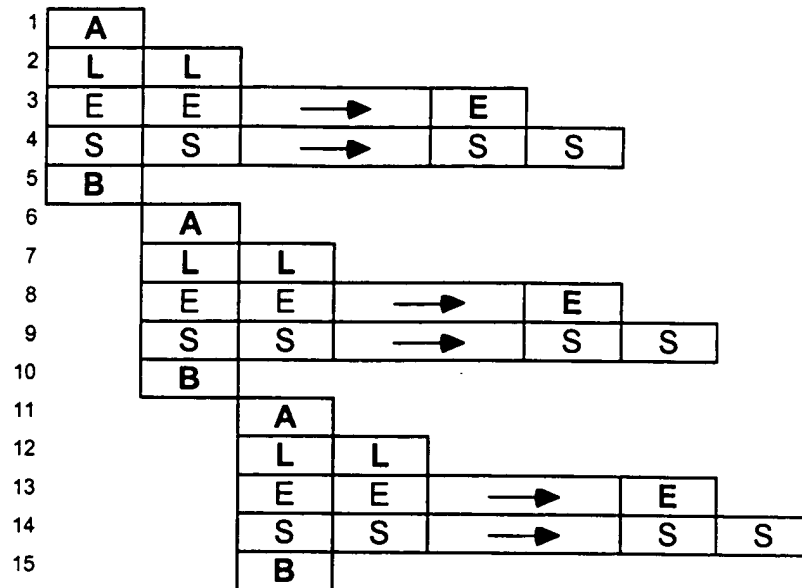 1 A
2 L L
3 E E → E
4 S S → S S
5 B
6 A
7 L L
8 E E → E
9 S S → S S
10 B
11 A
12 L L
13 E E → E
14 S S → S S
15 B